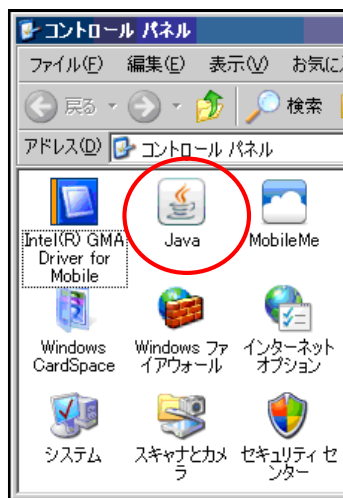 コントロール パネル
ファイル(F) 編集(E) 表示(V) お気に
戻る 検索
アドレス(D) コントロール パネル
Intel(R) GMA
Driver for
Mobile
Java
MobileMe
Windows
CardSpace
Windows ファ
イアウォール
インターネット
オプション
システム
スキャナとカメ
ラ
セキュリティ セ
ンター